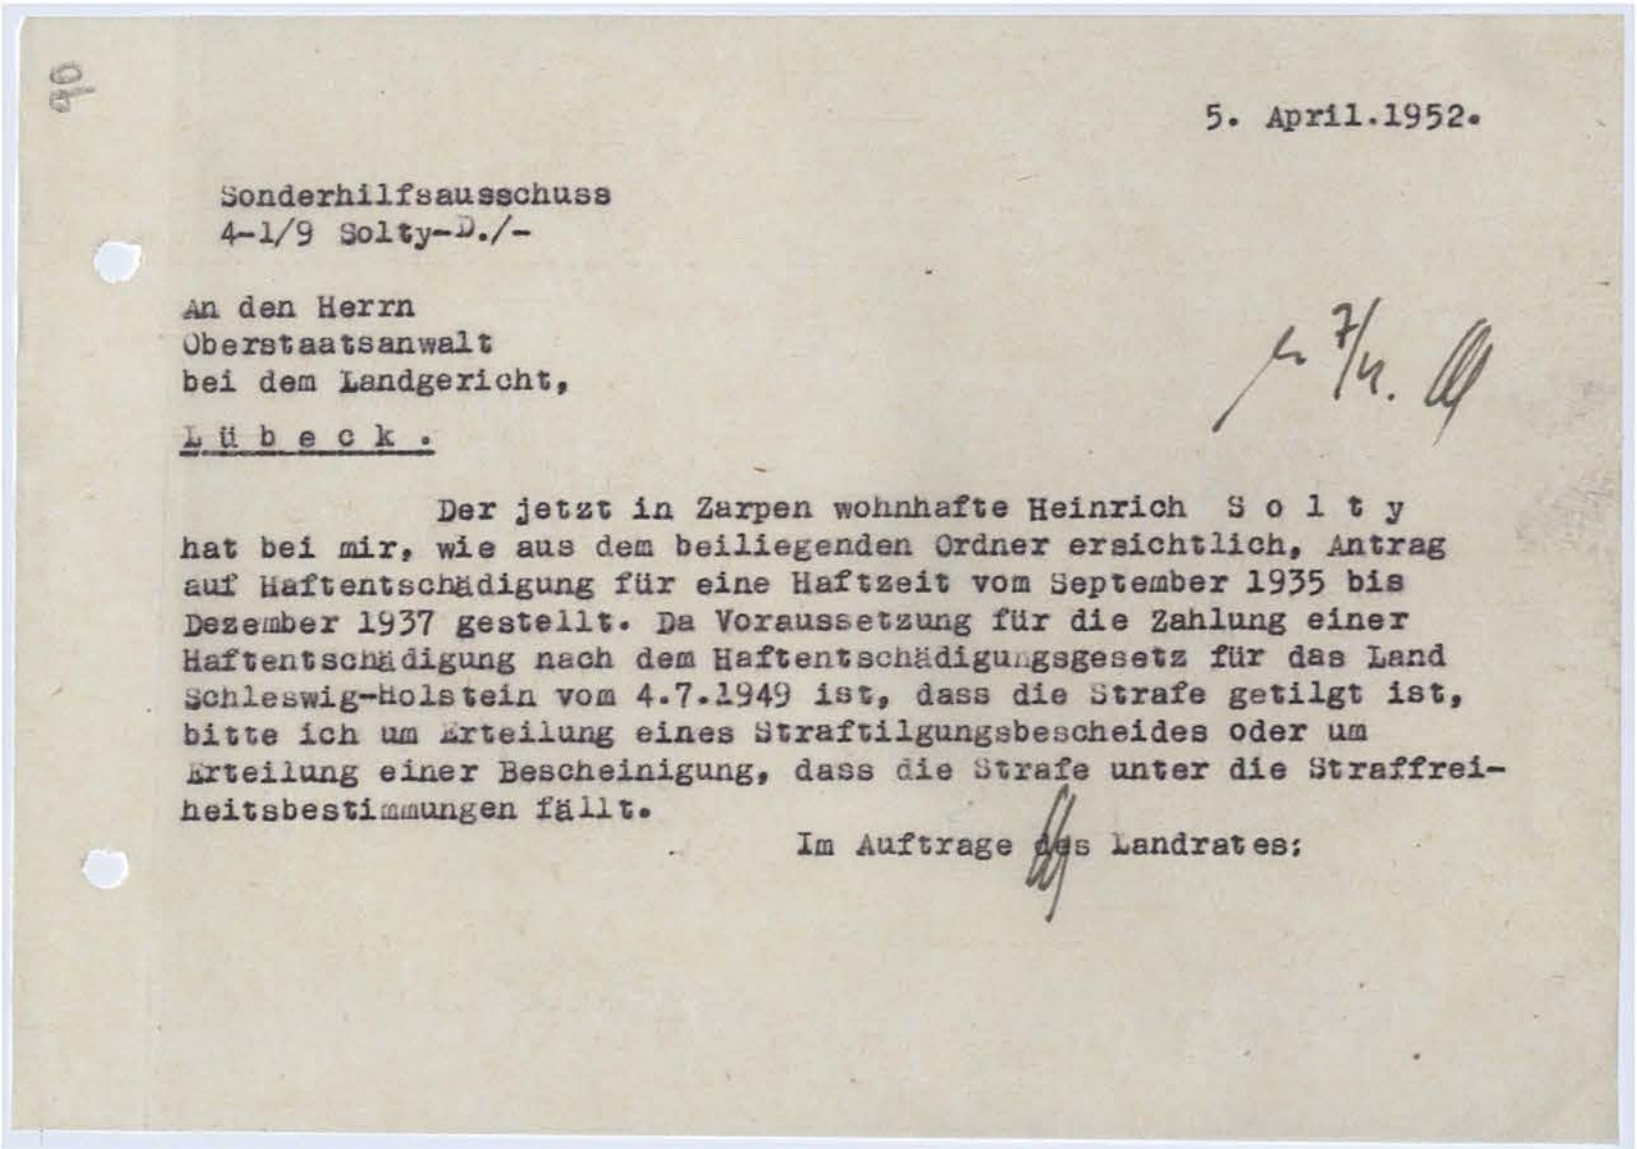 5. April.1952.
Sonderhilfsausschuss
4-1/9 Solty-D./-
An den Herrn
Oberstaatsanwalt
bei dem Landgericht,
L ü b e c k .
7/4.
Der jetzt in Zarpen wohnhafte Heinrich S o l t y
hat bei mir, wie aus dem beiliegenden Ordner ersichtlich, Antrag
auf Haftentschädigung für eine Haftzeit vom September 1935 bis
Dezember 1937 gestellt. Da Voraussetzung für die Zahlung einer
Haftentschädigung nach dem Haftentschädigungsgesetz für das Land
Schleswig-Holstein vom 4.7.1949 ist, dass die Strafe getilgt ist,
bitte ich um Erteilung eines Straftilgungsbescheides oder um
Erteilung einer Bescheinigung, dass die Strafe unter die Straffrei-
heitsbestimmungen fällt.
Im Auftrage des Landrates: